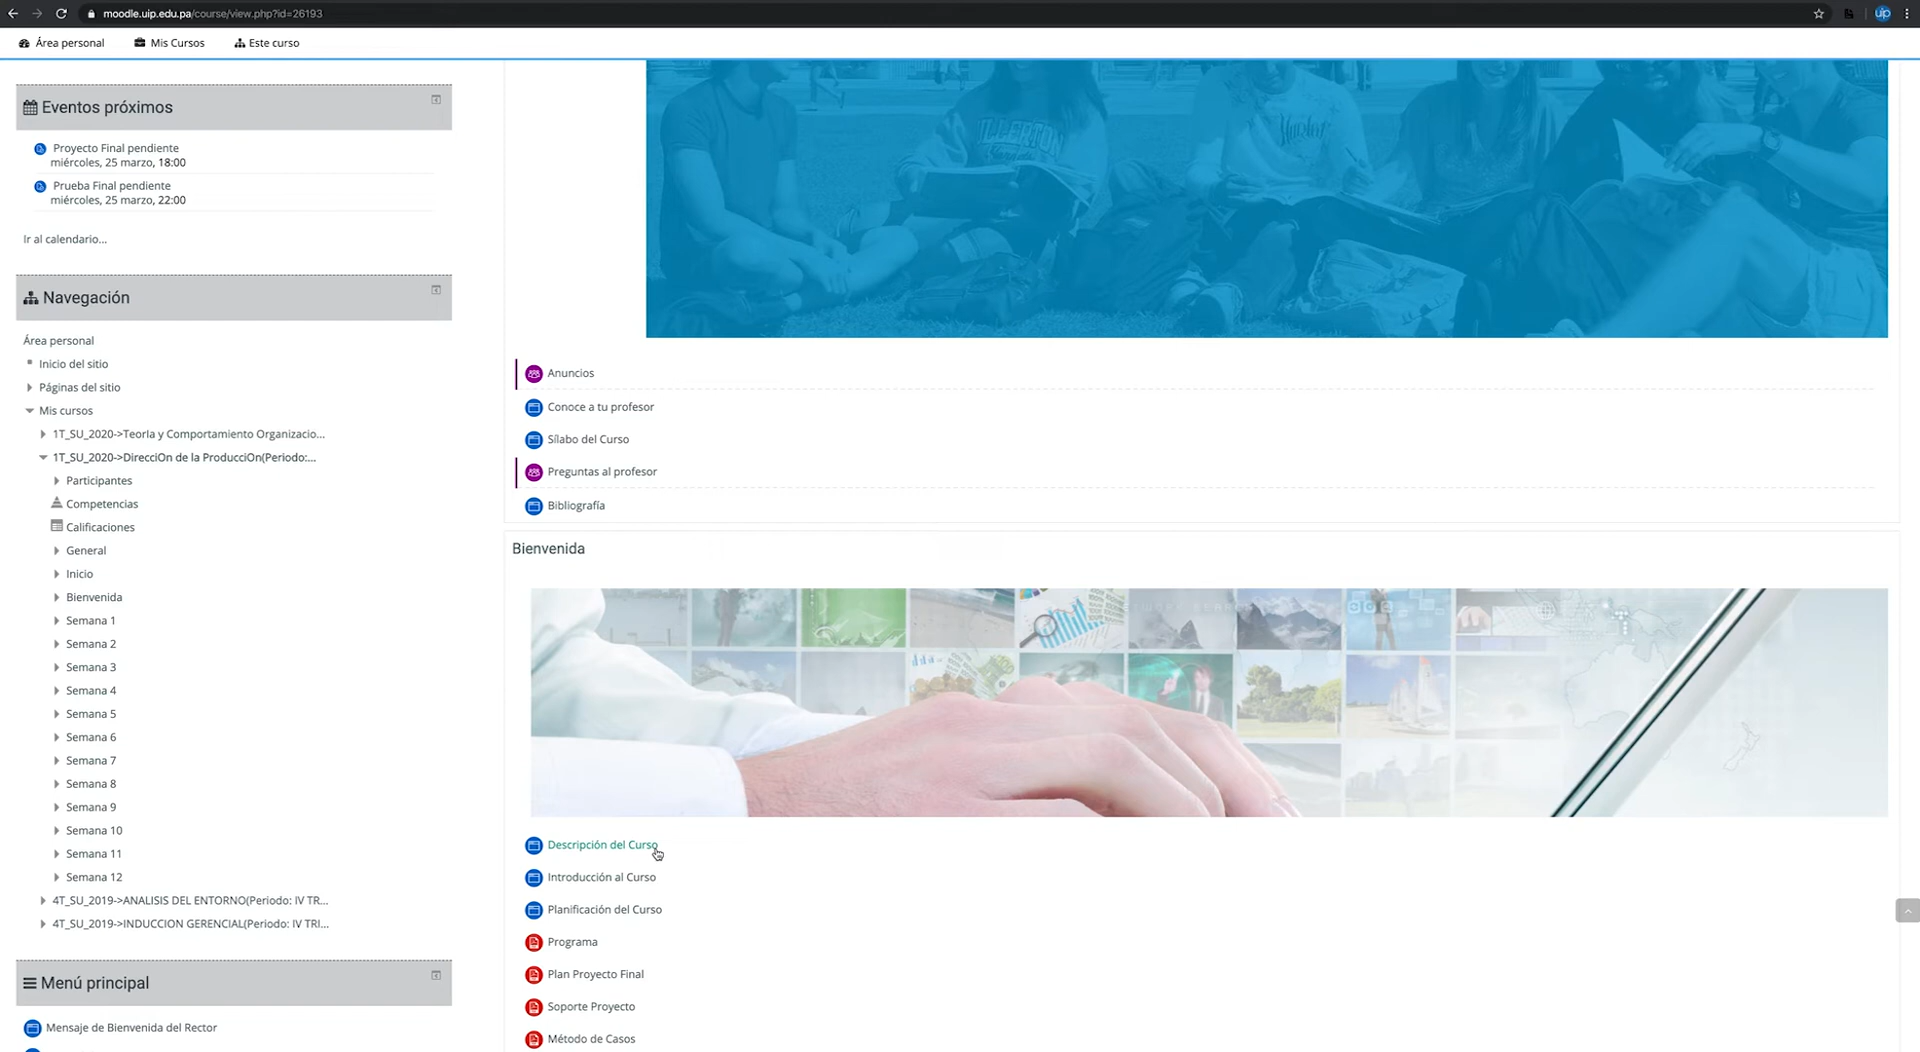 moodle.uip.edu.pa/course/view.php?id=26193
uip
Área personal
Mis Cursos
Este curso
Eventos próximos
Proyecto Final pendiente
miércoles, 25 marzo, 18:00
Prueba Final pendiente
miércoles, 25 marzo, 22:00
Ir al calendario...
Navegación
Área personal
Inicio del sitio
Páginas del sitio
Mis cursos
1T_SU_2020->TeorIa y Comportamiento Organizacio...
1T_SU_2020->DirecciOn de la ProducciOn(Periodo:...
Participantes
Competencias
Calificaciones
General
Inicio
Bienvenida
Semana 1
Semana 2
Semana 3
Semana 4
Semana 5
Semana 6
Semana 7
Semana 8
Semana 9
Semana 10
Semana 11
Semana 12
4T_SU_2019->ANALISIS DEL ENTORNO(Periodo: IV TR...
4T_SU_2019->INDUCCION GERENCIAL(Periodo: IV TRI...
Menú principal
Mensaje de Bienvenida del Rector
Anuncios
Conoce a tu profesor
Sílabo del Curso
Preguntas al profesor
Bibliografía
Bienvenida
Descripción del Curso
Introducción al Curso
Planificación del Curso
Programa
Plan Proyecto Final
Soporte Proyecto
Método de Casos